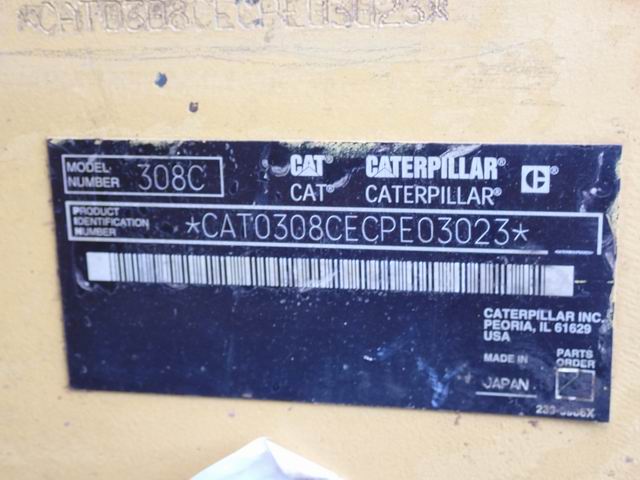 *CAT0308CECPE03023*
MODEL NUMBER 308C
CAT® CATERPILLAR® C
CAT® CATERPILLAR®
PRODUCT IDENTIFICATION NUMBER *CAT0308CECPE03023*
CATERPILLAR INC.
PEORIA, IL 61629
USA
MADE IN PARTS ORDER
JAPAN